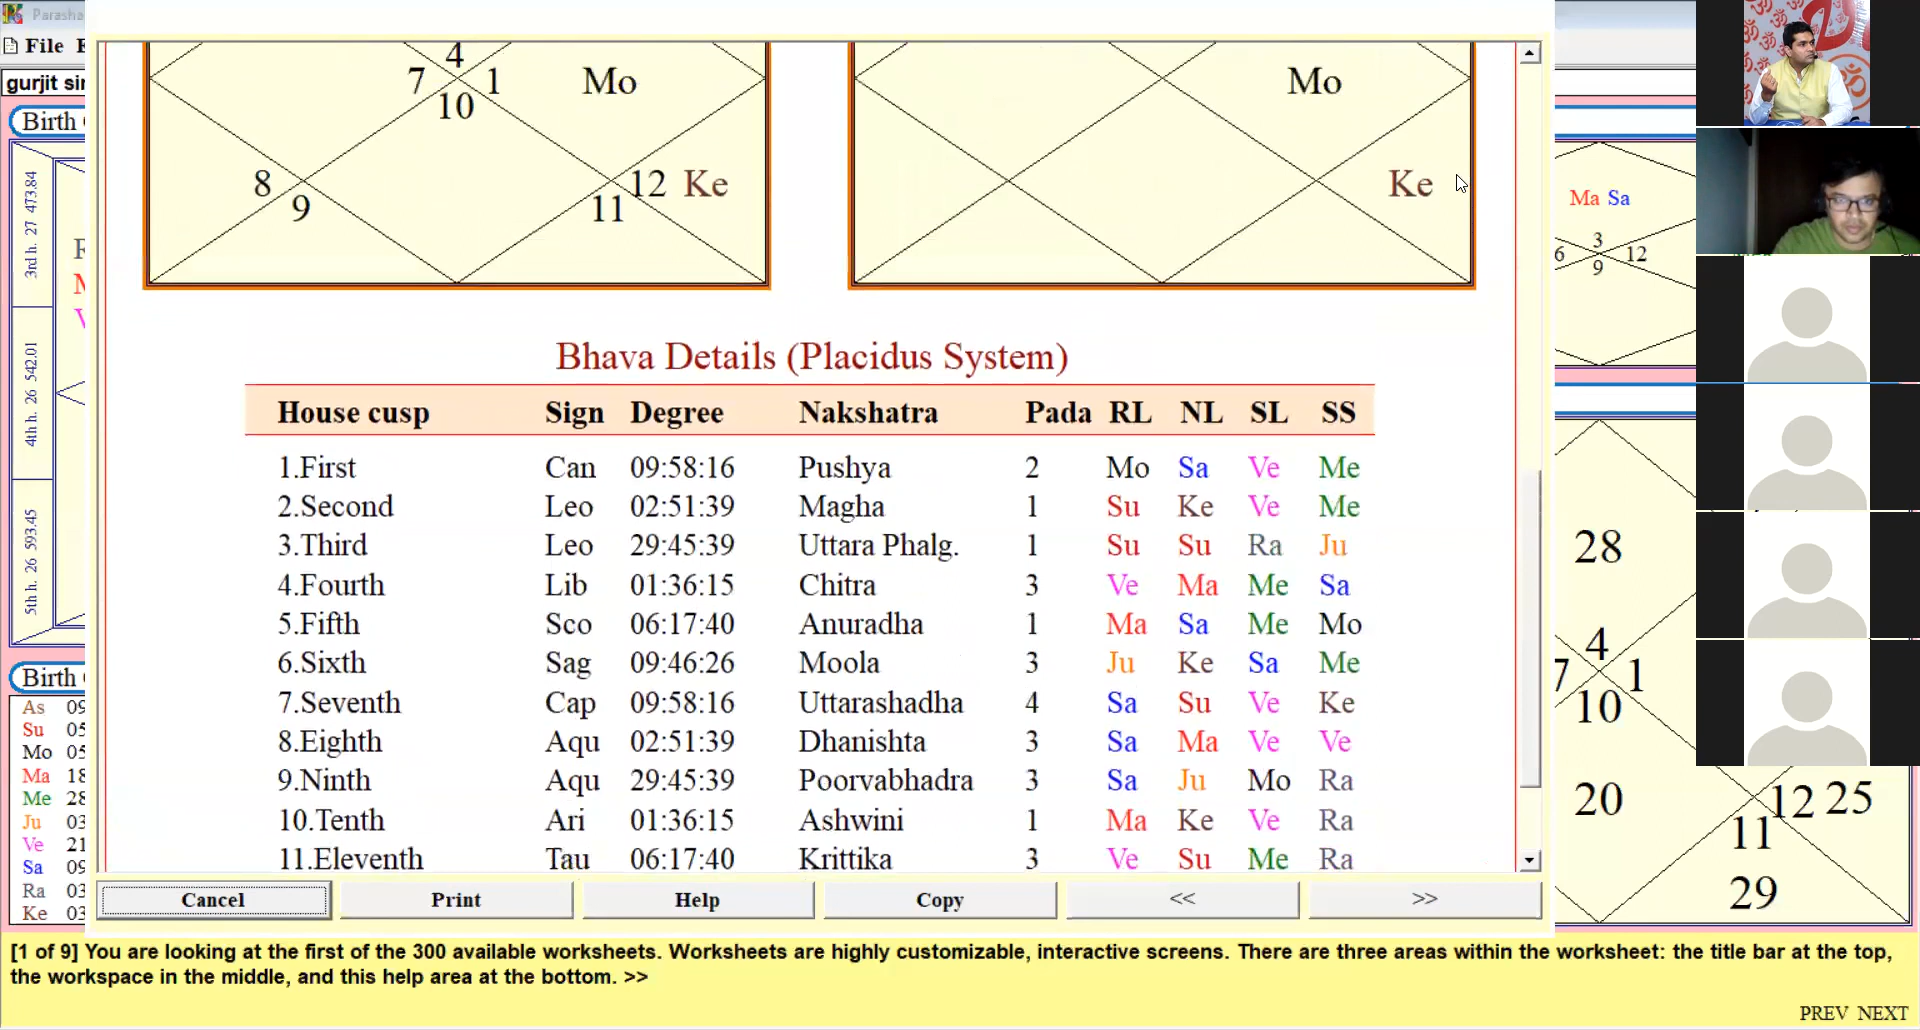 Parasha
File
gurjit sin
Birth
3rd h. 27 473.84
4th h. 26 542.01
5th h. 26 593.45
4
7 1 Mo
10
8 12 Ke
9 11
Mo
Ke
Ma Sa
3
6 12
9
Bhava Details (Placidus System)
House cusp Sign Degree Nakshatra Pada RL NL SL SS
1.First Can 09:58:16 Pushya 2 Mo Sa Ve Me
2.Second Leo 02:51:39 Magha 1 Su Ke Ve Me
3.Third Leo 29:45:39 Uttara Phalg. 1 Su Su Ra Ju
4.Fourth Lib 01:36:15 Chitra 3 Ve Ma Me Sa
5.Fifth Sco 06:17:40 Anuradha 1 Ma Sa Me Mo
6.Sixth Sag 09:46:26 Moola 3 Ju Ke Sa Me
7.Seventh Cap 09:58:16 Uttarashadha 4 Sa Su Ve Ke
8.Eighth Aqu 02:51:39 Dhanishta 3 Sa Ma Ve Ve
9.Ninth Aqu 29:45:39 Poorvabhadra 3 Sa Ju Mo Ra
10.Tenth Ari 01:36:15 Ashwini 1 Ma Ke Ve Ra
11.Eleventh Tau 06:17:40 Krittika 3 Ve Su Me Ra
28
4
7 1
10
20 12 25
11
29
Birth
As 09
Su 05
Mo 05
Ma 18
Me 28
Ju 03
Ve 21
Sa 09
Ra 03
Ke 03
Cancel Print Help Copy << >>
[1 of 9] You are looking at the first of the 300 available worksheets. Worksheets are highly customizable, interactive screens. There are three areas within the worksheet: the title bar at the top,
the workspace in the middle, and this help area at the bottom. >>
PREV NEXT